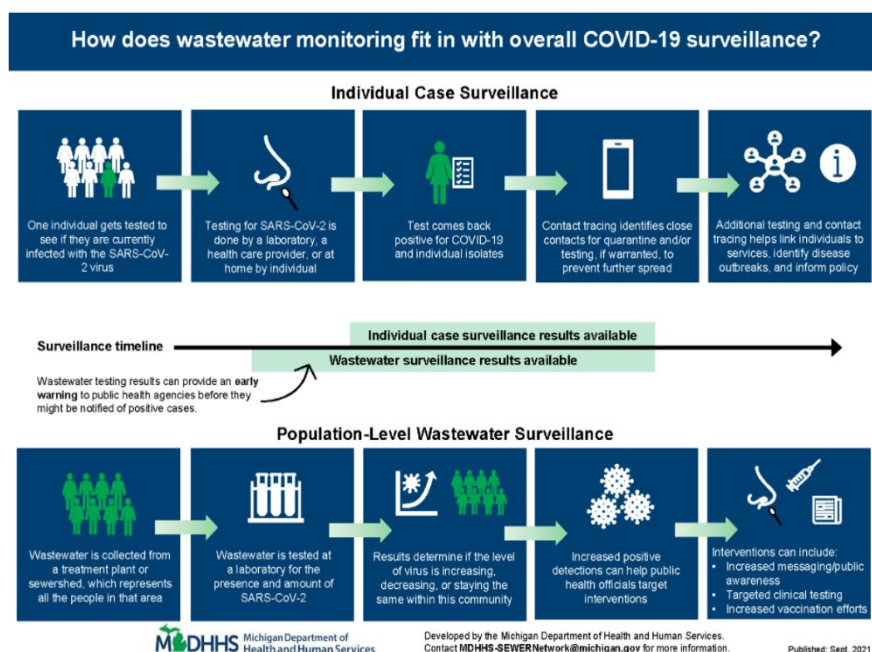 How does wastewater monitoring fit in with overall COVID-19 surveillance?
Individual Case Surveillance
One individual gets tested to
see if they are currently
infected with the SARS-CoV-
2 virus
Testing for SARS-CoV-2 is
done by a laboratory, a
health care provider, or at
home by individual
Test comes back
positive for COVID-19
and individual isolates
Contact tracing identifies close
contacts for quarantine and/or
testing, if warranted, to
prevent further spread
Additional testing and contact
tracing helps link individuals to
services, identify disease
outbreaks, and inform policy
Surveillance timeline
Individual case surveillance results available
Wastewater surveillance results available
Wastewater testing results can provide an early
warning to public health agencies before they
might be notified of positive cases.
Population-Level Wastewater Surveillance
Wastewater is collected from
a treatment plant or
sewershed, which represents
all the people in that area
Wastewater is tested at
a laboratory for the
presence and amount of
SARS-CoV-2
Results determine if the level
of virus is increasing,
decreasing, or staying the
same within this community
Increased positive
detections can help public
health officials target
interventions
Interventions can include:
• Increased messaging/public
awareness
• Targeted clinical testing
• Increased vaccination efforts
MDHHS
Michigan Department of
Health and Human Services
Developed by the Michigan Department of Health and Human Services.
Contact MDHHS-SEWERNetwork@michigan.gov for more information.
Published: Sept. 2021